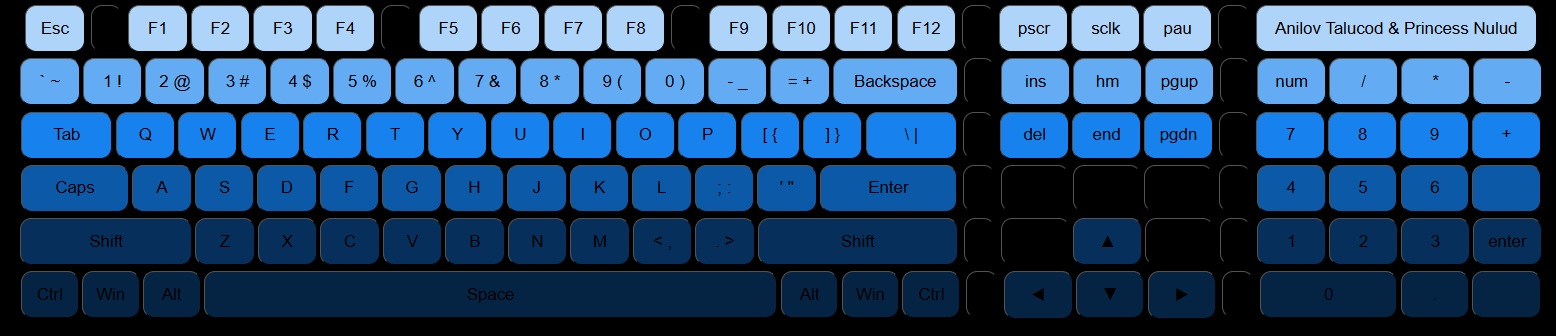 Esc F1 F2 F3 F4 F5 F6 F7 F8 F9 F10 F11 F12 pscr sclk pau Anilov Talucod & Princess Nulud
` ~ 1 ! 2 @ 3 # 4 $ 5 % 6 ^ 7 & 8 * 9 ( 0 ) - _ = + Backspace ins hm pgup num / * -
Tab Q W E R T Y U I O P [ { ] } \ | del end pgdn 7 8 9 +
Caps A S D F G H J K L ; : ' " Enter 4 5 6
Shift Z X C V B N M < , . > Shift ▲ 1 2 3 enter
Ctrl Win Alt Space Alt Win Ctrl ◄ ▼ ► 0 .